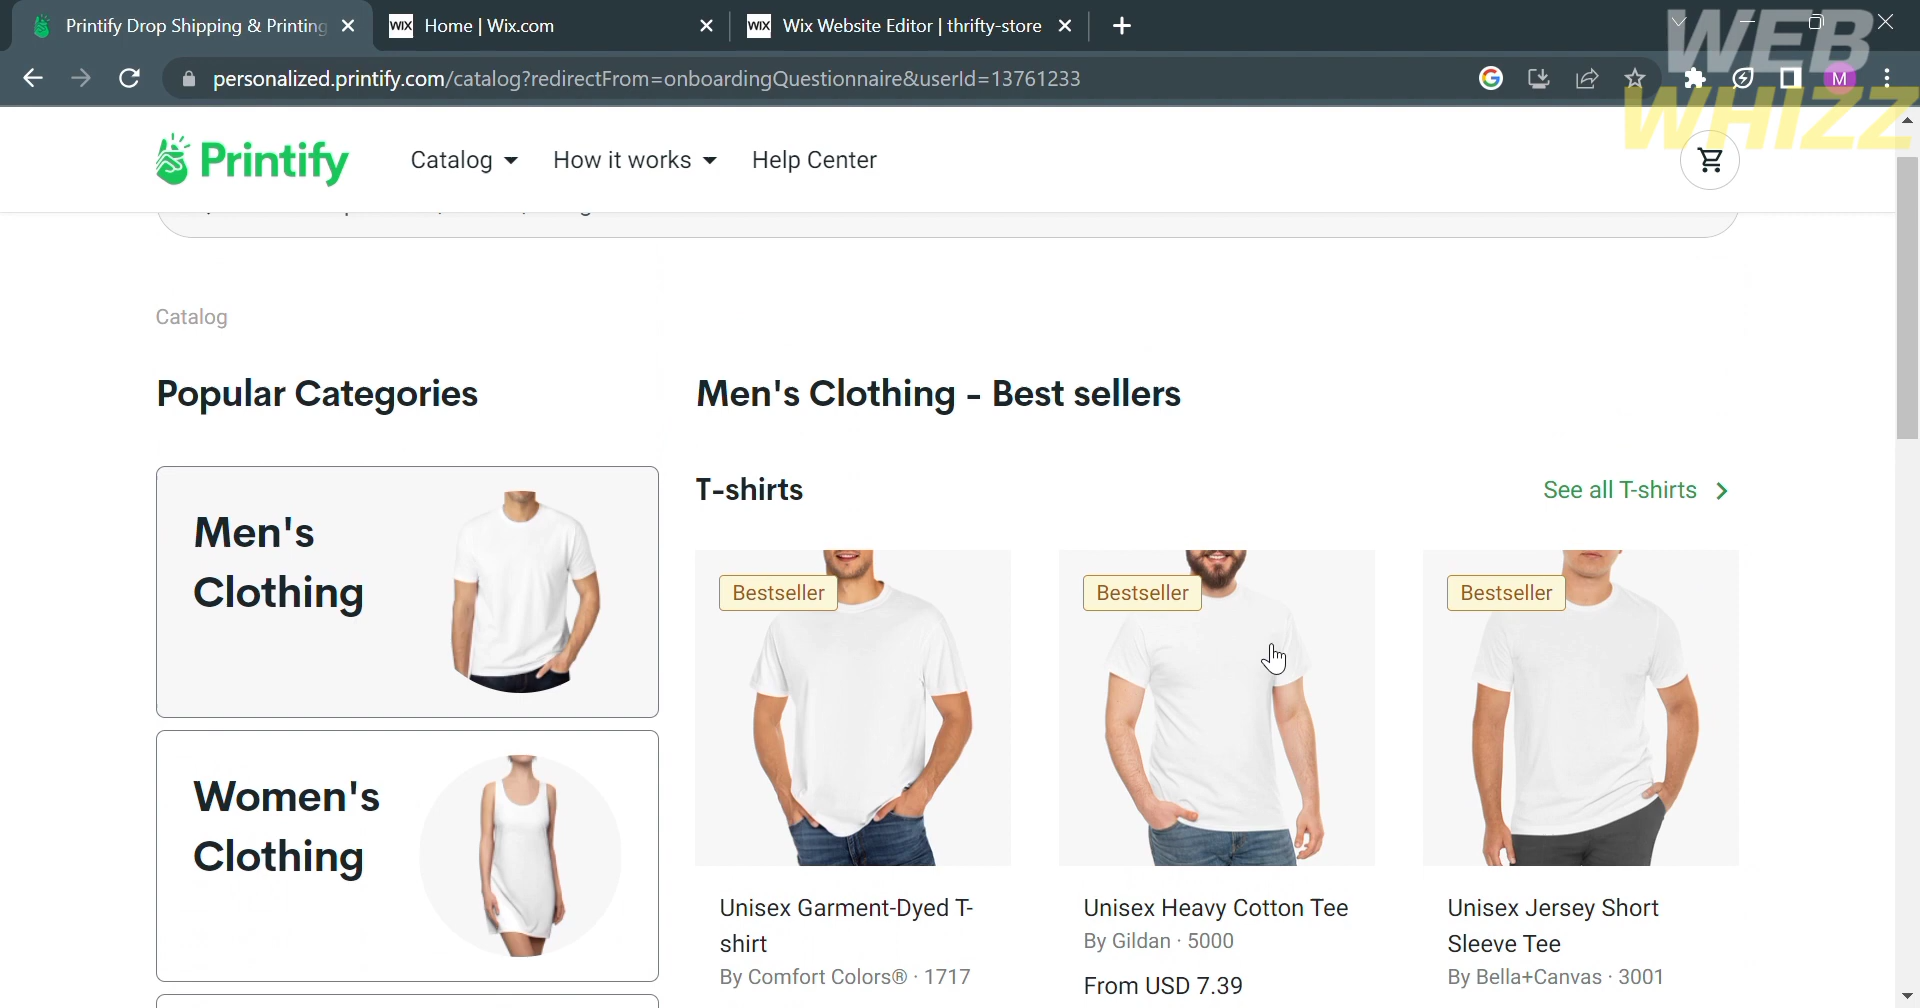 Printify Drop Shipping & Printing
WIX Home | Wix.com
WIX Wix Website Editor | thrifty-store
personalized.printify.com/catalog?redirectFrom=onboardingQuestionnaire&userId=13761233
G
M
WEB
WHIZZ
Printify
Catalog
How it works
Help Center
Catalog
Popular Categories
Men's Clothing - Best sellers
Men's
Clothing
T-shirts
See all T-shirts
Bestseller
Bestseller
Bestseller
Women's
Clothing
Unisex Garment-Dyed T-
shirt
By Comfort Colors® · 1717
Unisex Heavy Cotton Tee
By Gildan · 5000
From USD 7.39
Unisex Jersey Short
Sleeve Tee
By Bella+Canvas · 3001